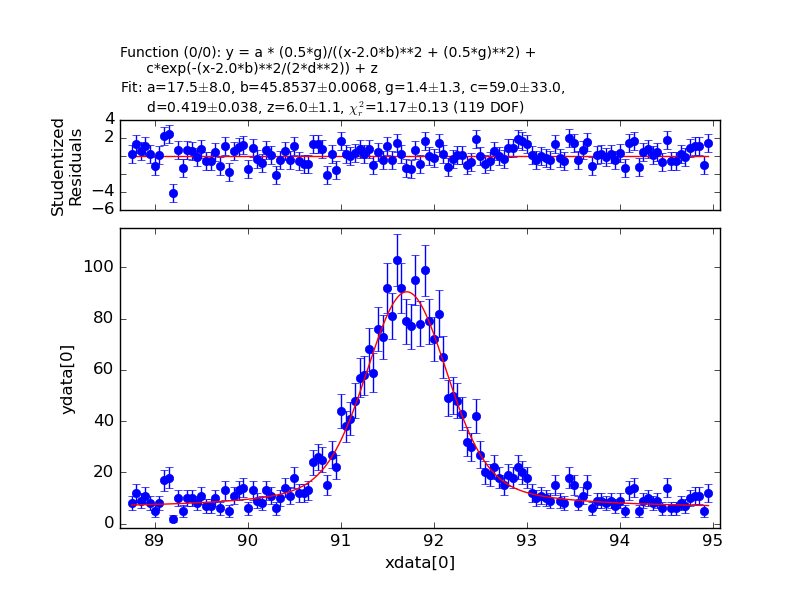 Function (0/0): y = a * (0.5*g)/((x-2.0*b)**2 + (0.5*g)**2) +
c*exp(-(x-2.0*b)**2/(2*d**2)) + z
Fit: a=17.5±8.0, b=45.8537±0.0068, g=1.4±1.3, c=59.0±33.0,
d=0.419±0.038, z=6.0±1.1, χ²ᵣ=1.17±0.13 (119 DOF)
Studentized
Residuals
4
2
−4
−6
ydata[0]
100
80
60
40
20
0
89 90 91 92 93 94 95
xdata[0]